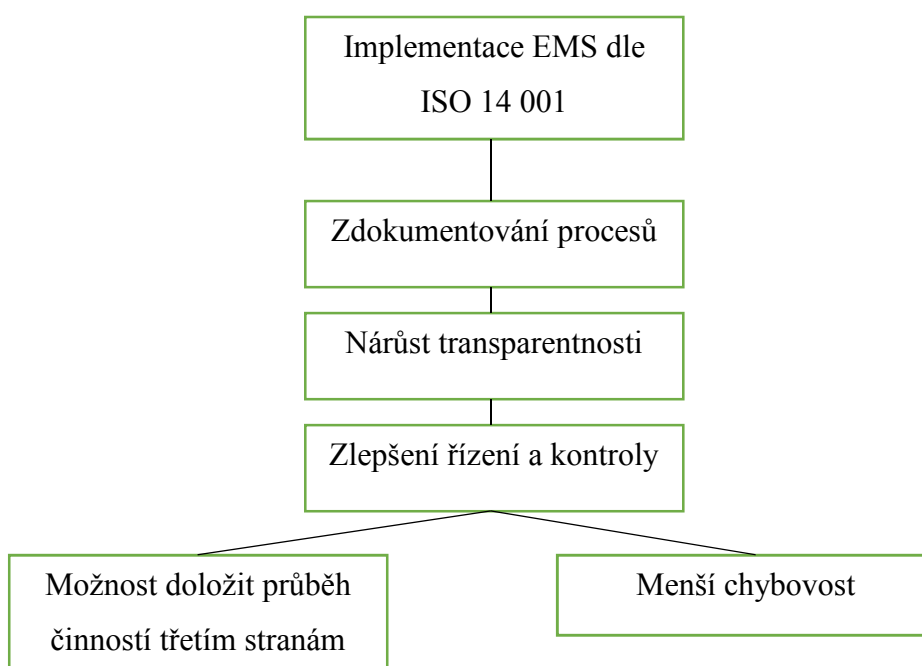 Implementace EMS dle
ISO 14 001
Zdokumentování procesů
Nárůst transparentnosti
Zlepšení řízení a kontroly
Možnost doložit průběh
činností třetím stranám
Menší chybovost